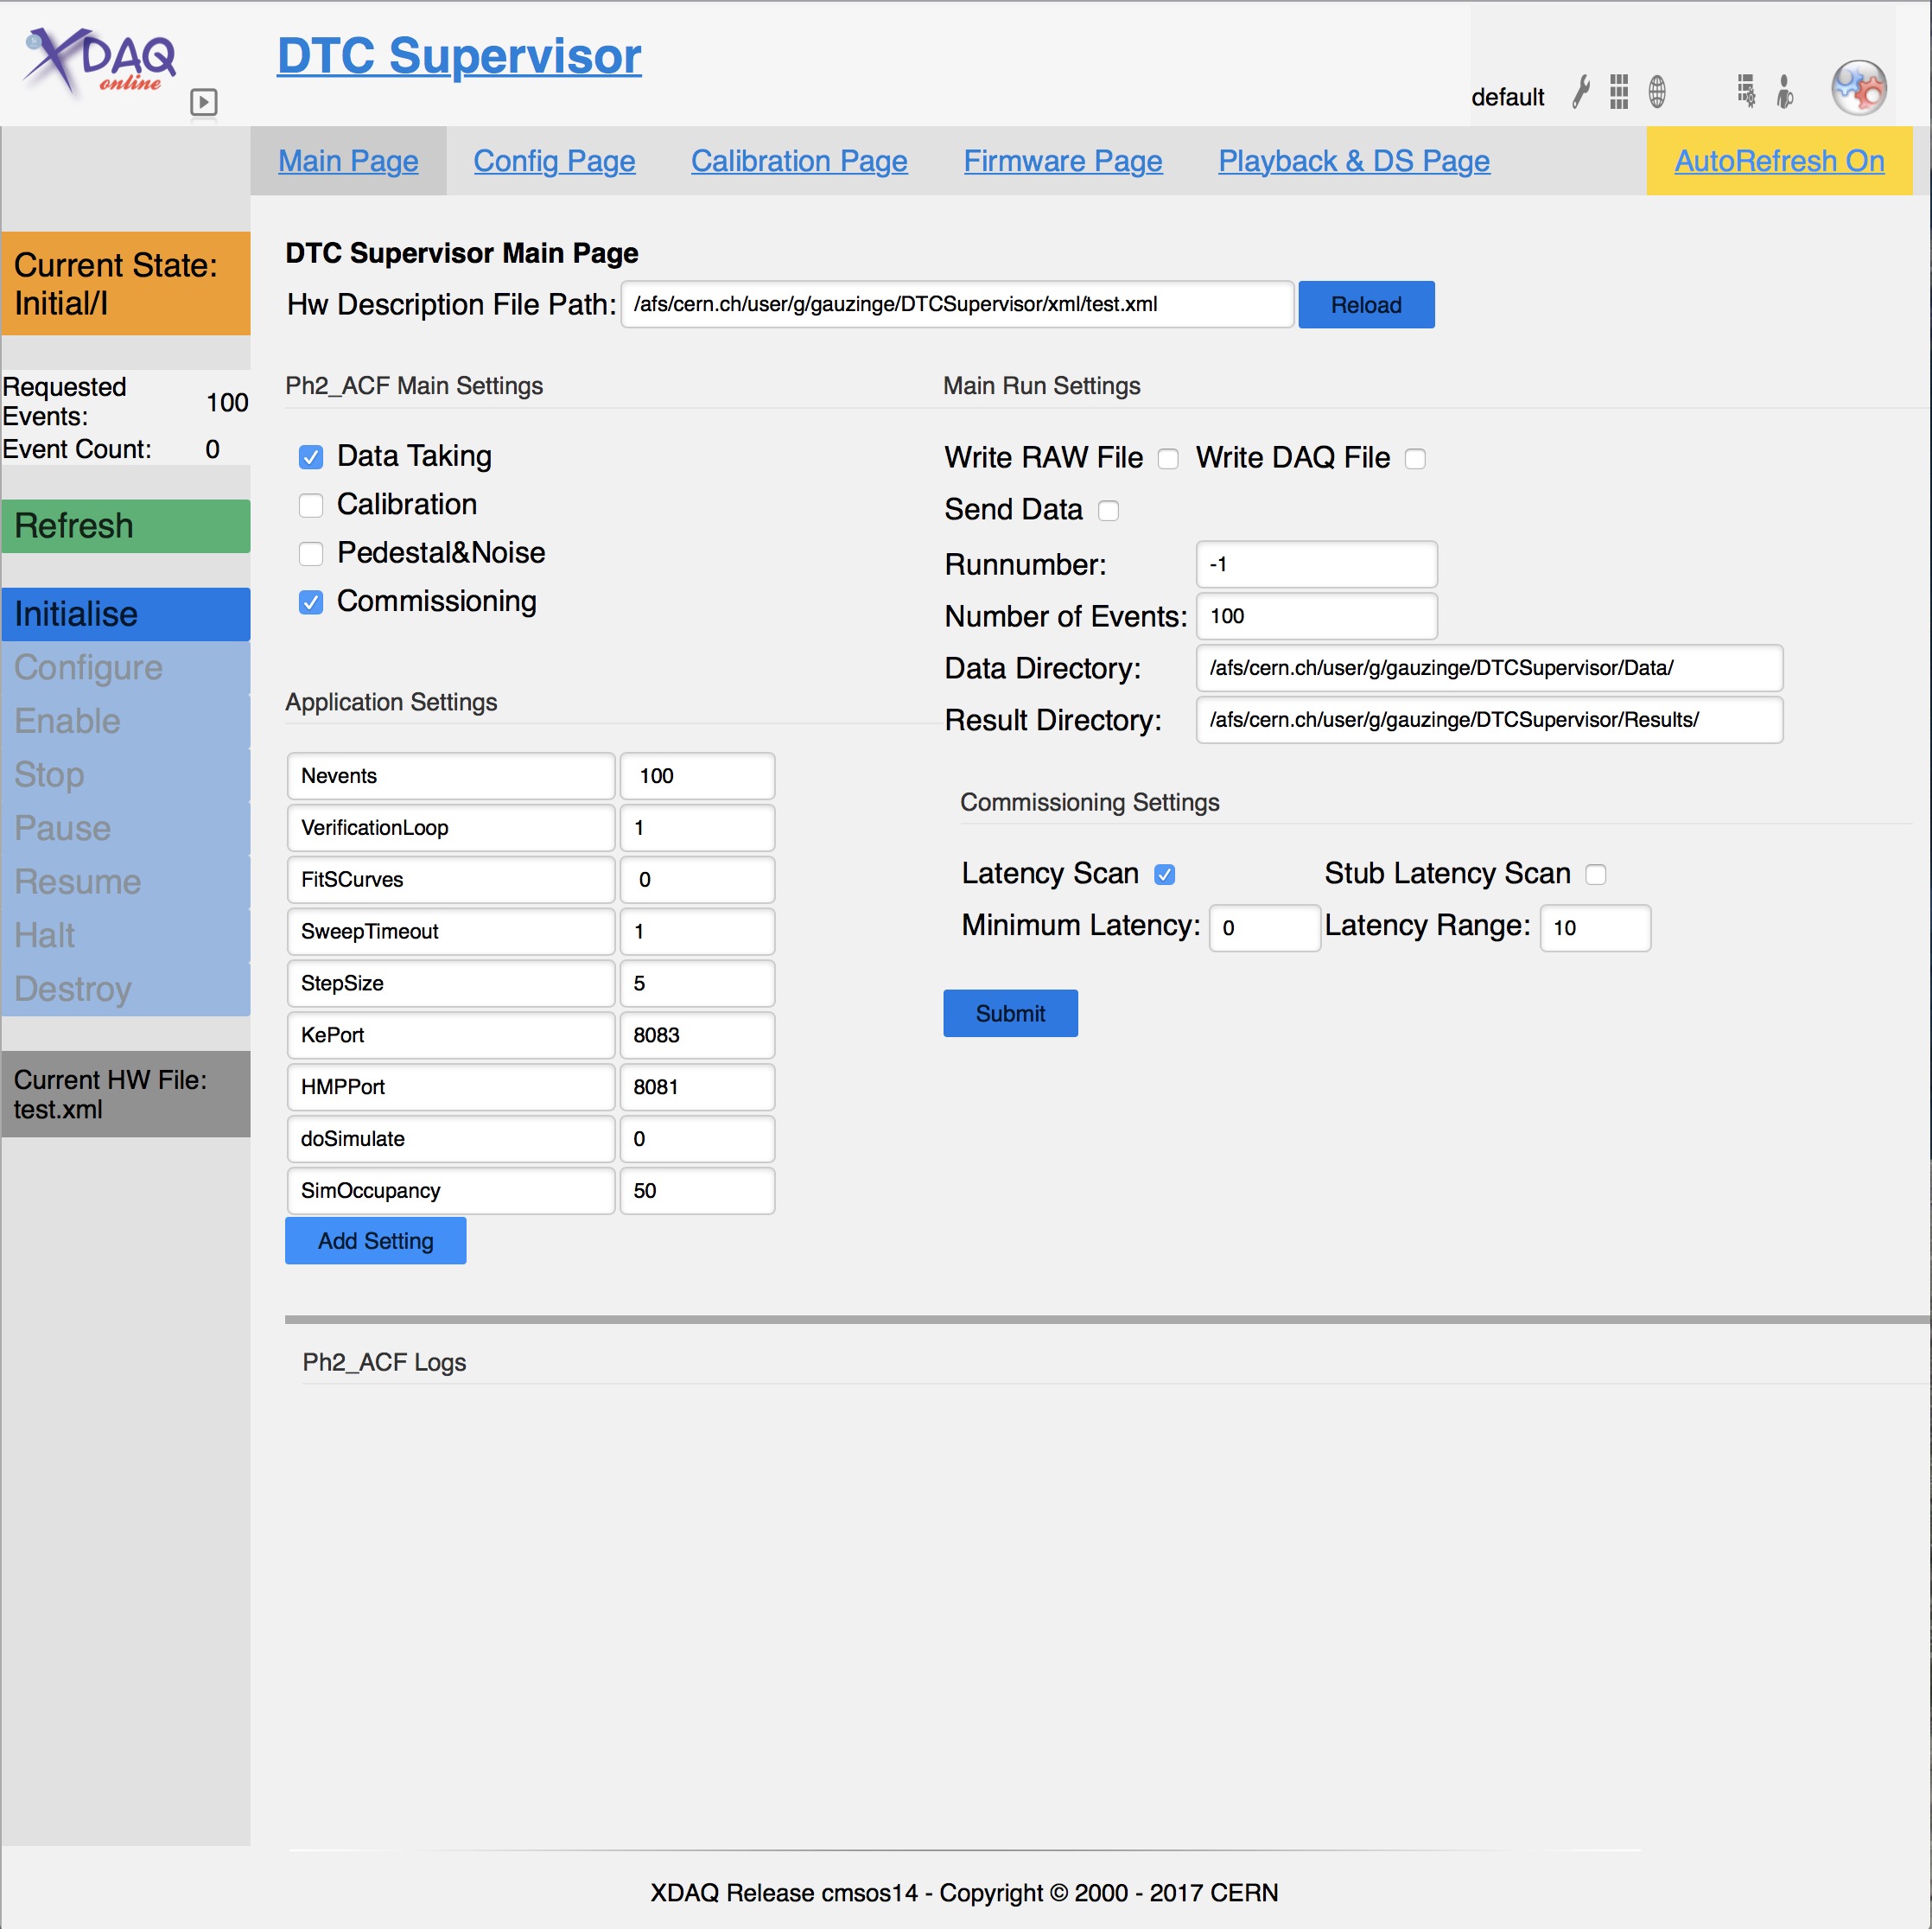 XDAQ
online
DTC Supervisor
default
Main Page
Config Page
Calibration Page
Firmware Page
Playback & DS Page
AutoRefresh On
Current State:
Initial/I
Requested
Events:
100
Event Count:
0
Refresh
Initialise
Configure
Enable
Stop
Pause
Resume
Halt
Destroy
Current HW File:
test.xml
DTC Supervisor Main Page
Hw Description File Path:
/afs/cern.ch/user/g/gauzinge/DTCSupervisor/xml/test.xml
Reload
Ph2_ACF Main Settings
Data Taking
Calibration
Pedestal&Noise
Commissioning
Application Settings
Nevents 100
VerificationLoop 1
FitSCurves 0
SweepTimeout 1
StepSize 5
KePort 8083
HMPPort 8081
doSimulate 0
SimOccupancy 50
Add Setting
Main Run Settings
Write RAW File Write DAQ File
Send Data
Runnumber: -1
Number of Events: 100
Data Directory: /afs/cern.ch/user/g/gauzinge/DTCSupervisor/Data/
Result Directory: /afs/cern.ch/user/g/gauzinge/DTCSupervisor/Results/
Commissioning Settings
Latency Scan Stub Latency Scan
Minimum Latency: 0 Latency Range: 10
Submit
Ph2_ACF Logs
XDAQ Release cmsos14 - Copyright © 2000 - 2017 CERN